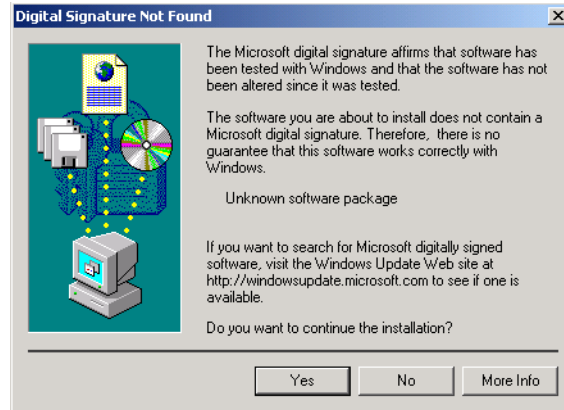 Digital Signature Not Found
The Microsoft digital signature affirms that software has
been tested with Windows and that the software has not
been altered since it was tested.
The software you are about to install does not contain a
Microsoft digital signature. Therefore, there is no
guarantee that this software works correctly with
Windows.
Unknown software package
If you want to search for Microsoft digitally signed
software, visit the Windows Update Web site at
http://windowsupdate.microsoft.com to see if one is
available.
Do you want to continue the installation?
Yes
No
More Info